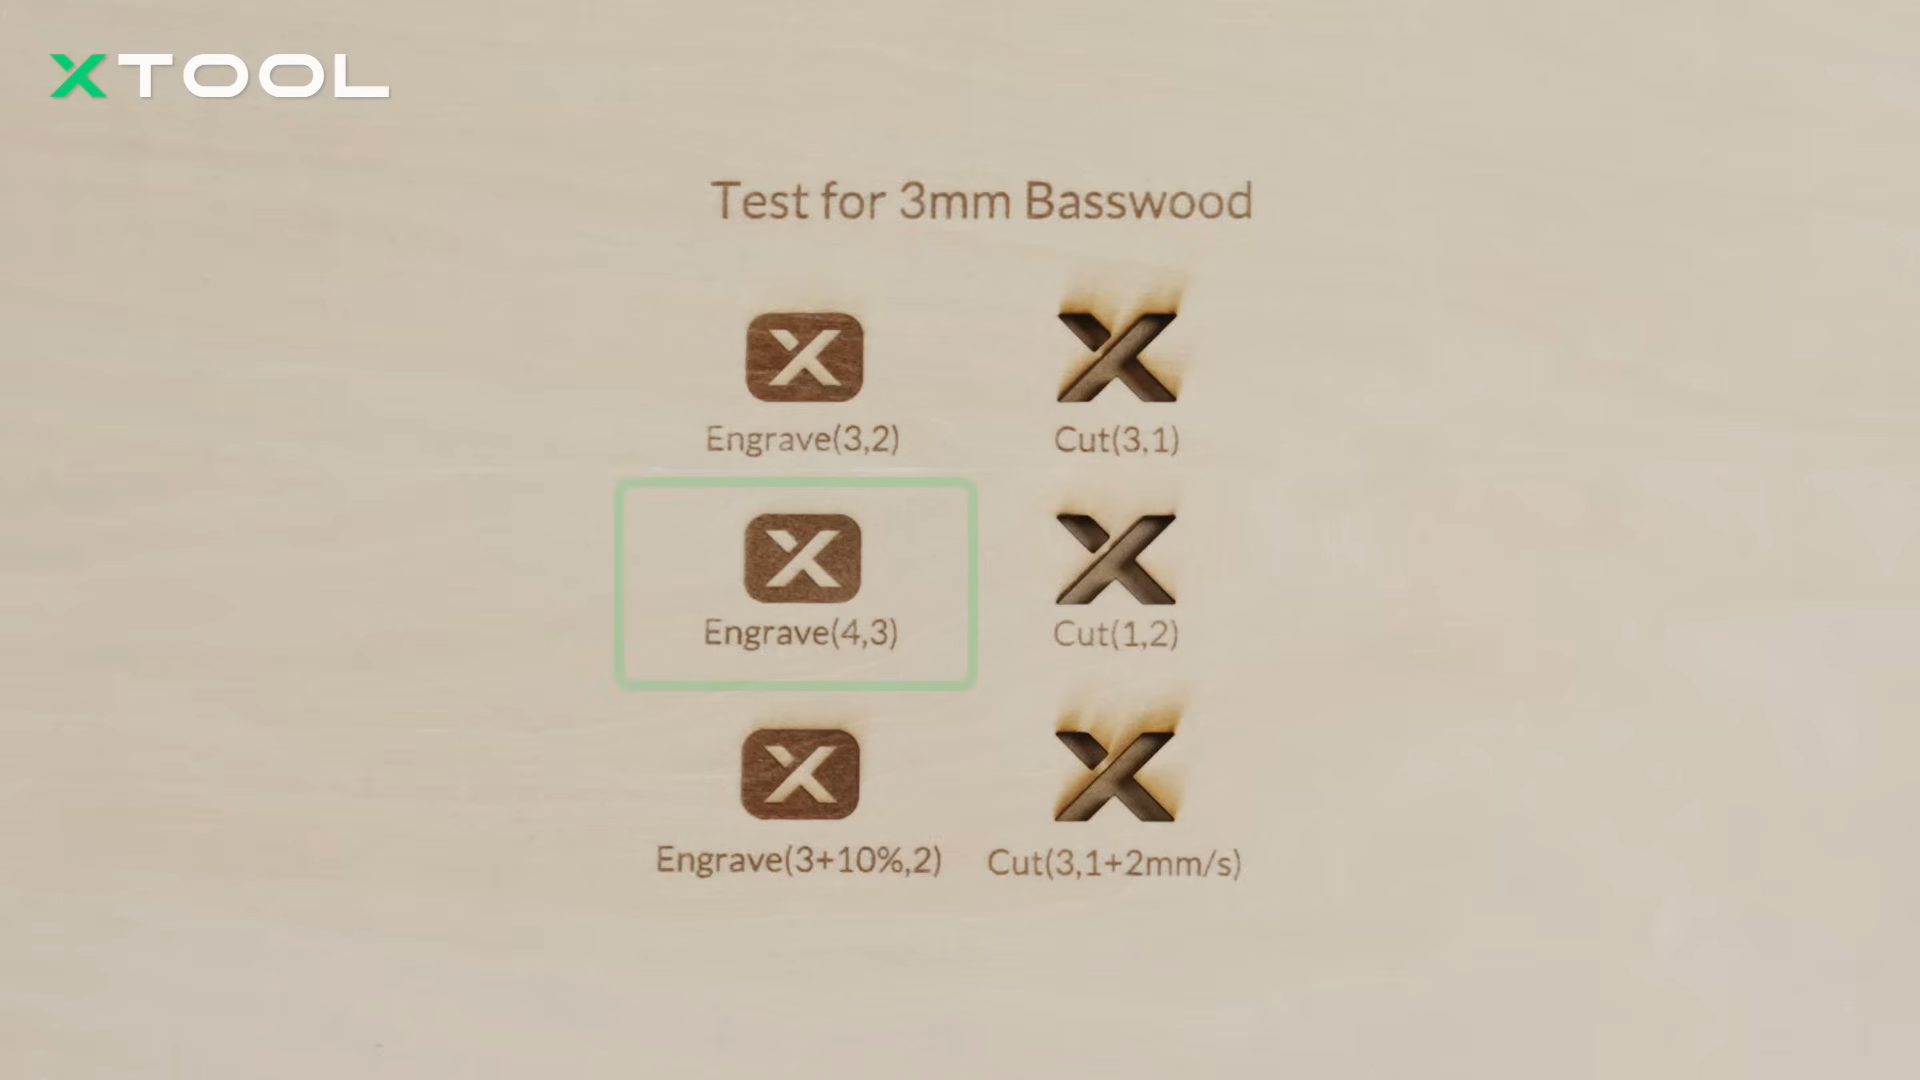 XTOOL
Test for 3mm Basswood
Engrave(3,2)
Cut(3,1)
Engrave(4,3)
Cut(1,2)
Engrave(3+10%,2)
Cut(3,1+2mm/s)